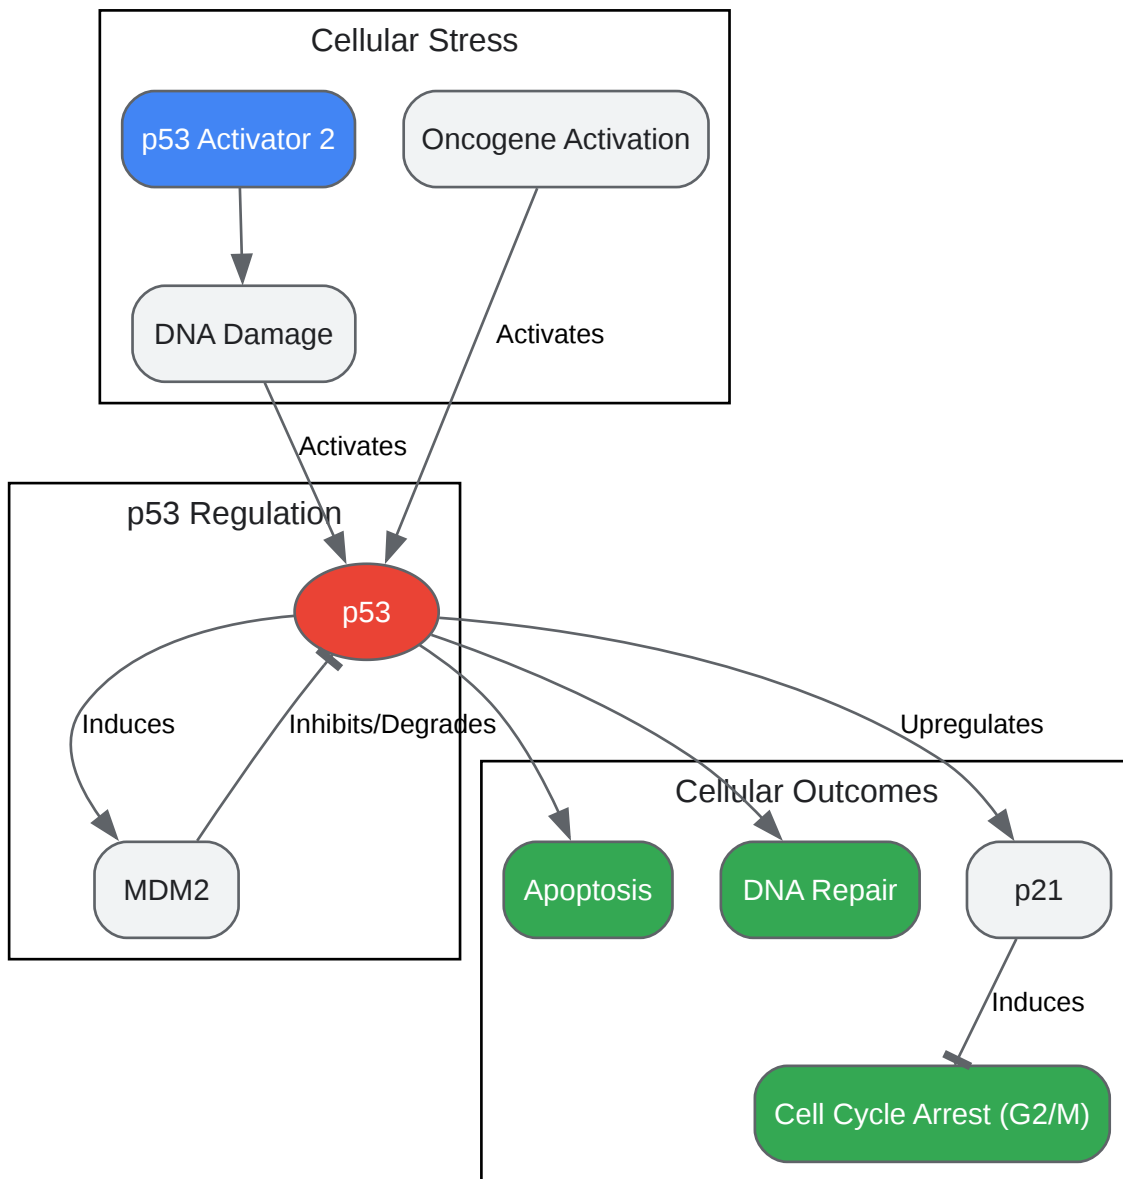 Cellular Stress
p53 Activator 2
Oncogene Activation
DNA Damage
Activates
Activates
p53 Regulation
p53
Induces
Inhibits/Degrades
Upregulates
Cellular Outcomes
MDM2
Apoptosis
DNA Repair
p21
Induces
Cell Cycle Arrest (G2/M)